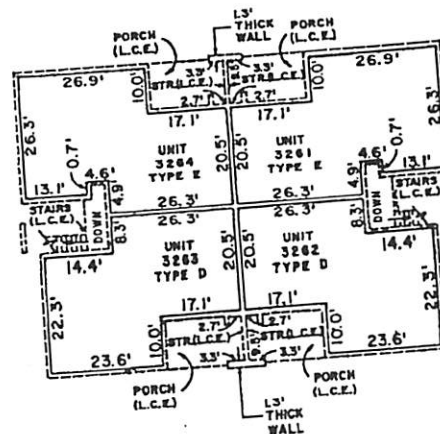 L3'
THICK
WALL
PORCH
(L.C.E.)
PORCH
(L.C.E.)
26.9'
10.0'
3.3'
9.5'
3.3'
10.0'
26.9'
STR(L.C.E.)
STR(L.C.E.)
2.7'
2.7'
17.1'
17.1'
26.3'
0.7'
4.6'
13.1'
4.9'
UNIT
3264
TYPE E
20.5'
20.5'
UNIT
3261
TYPE E
4.6'
0.7'
4.9'
13.1'
26.3'
STAIRS
(L.C.E.)
DOWN
8.3'
26.3'
26.3'
26.3'
26.3'
8.3'
DOWN
STAIRS
(L.C.E.)
14.4'
UNIT
3263
TYPE D
20.5'
20.5'
UNIT
3262
TYPE D
14.4'
22.3'
22.3'
17.1'
17.1'
10.0'
2.7'
2.7'
10.0'
STR(L.C.E.)
STR(L.C.E.)
3.3'
9.5'
3.3'
23.6'
23.6'
PORCH
(L.C.E.)
PORCH
(L.C.E.)
L3'
THICK
WALL